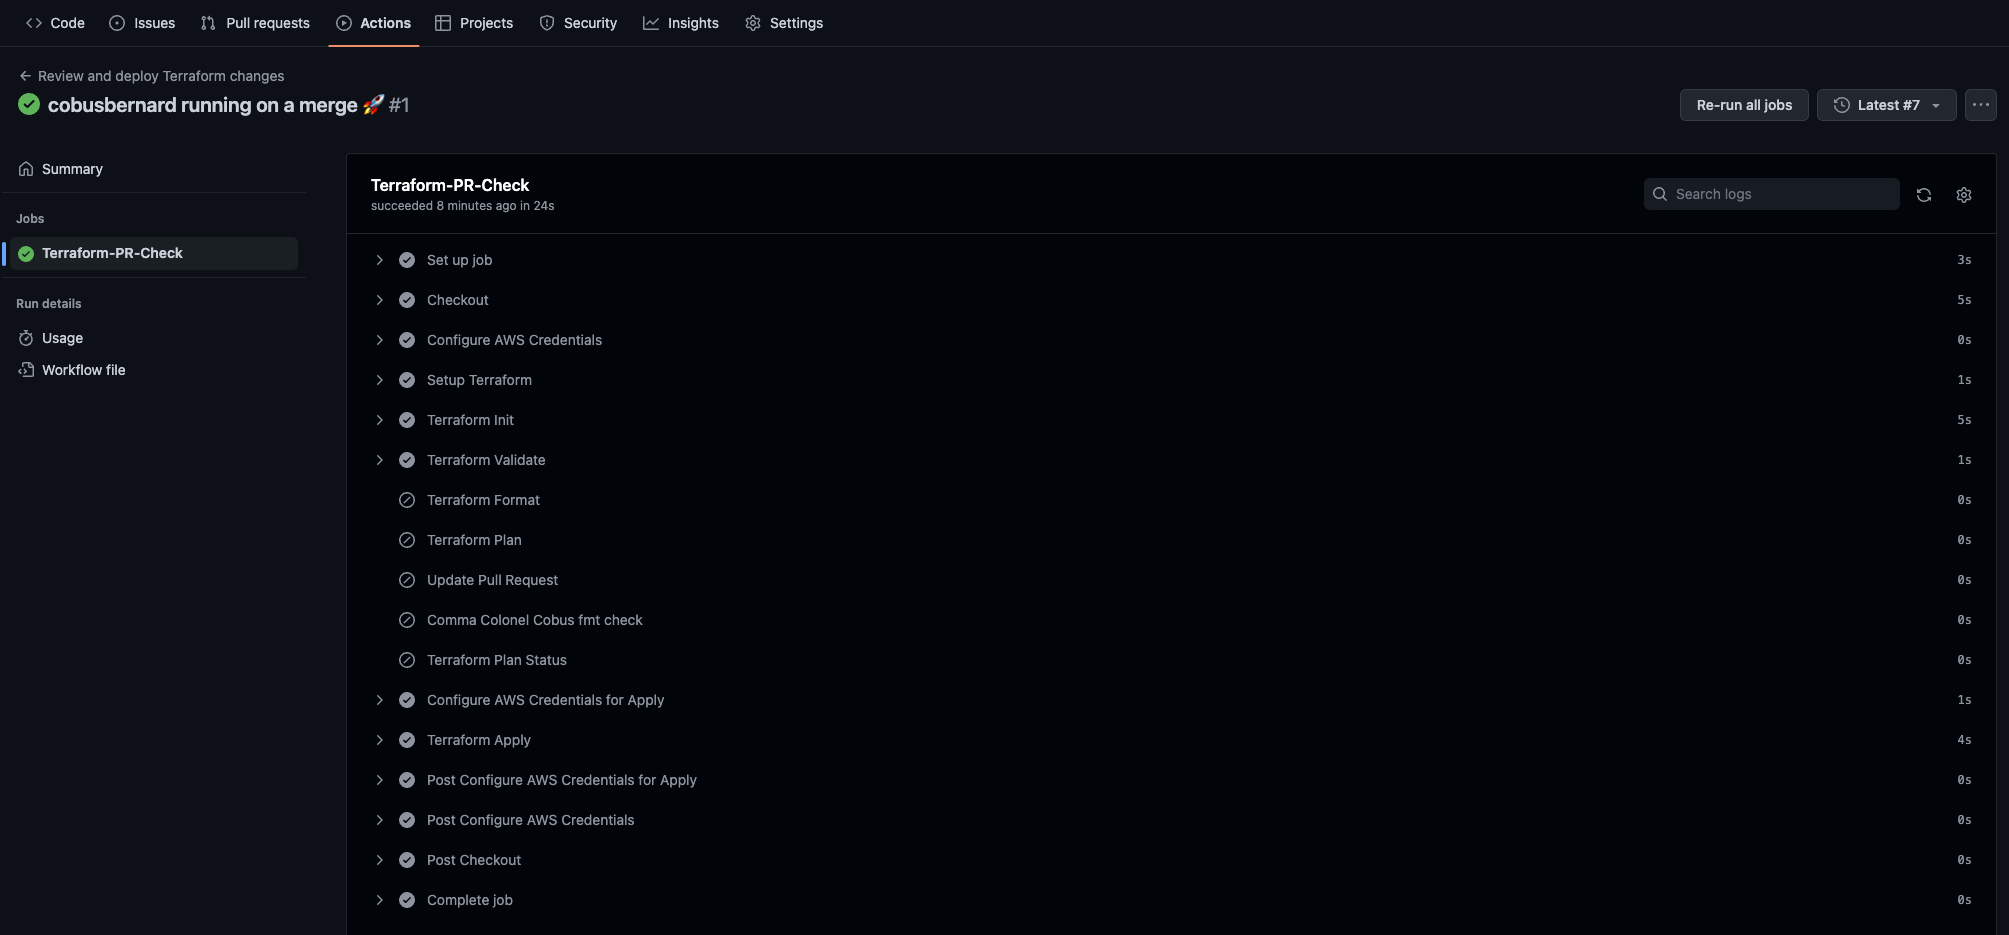 Code Issues Pull requests Actions Projects Security Insights Settings
Review and deploy Terraform changes
cobusbernard running on a merge 🚀 #1
Re-run all jobs Latest #7
Summary
Jobs
Terraform-PR-Check
Run details
Usage
Workflow file
Terraform-PR-Check
succeeded 8 minutes ago in 24s
Search logs
Set up job 3s
Checkout 5s
Configure AWS Credentials 0s
Setup Terraform 1s
Terraform Init 5s
Terraform Validate 1s
Terraform Format 0s
Terraform Plan 0s
Update Pull Request 0s
Comma Colonel Cobus fmt check 0s
Terraform Plan Status 0s
Configure AWS Credentials for Apply 1s
Terraform Apply 4s
Post Configure AWS Credentials for Apply 0s
Post Configure AWS Credentials 0s
Post Checkout 0s
Complete job 0s